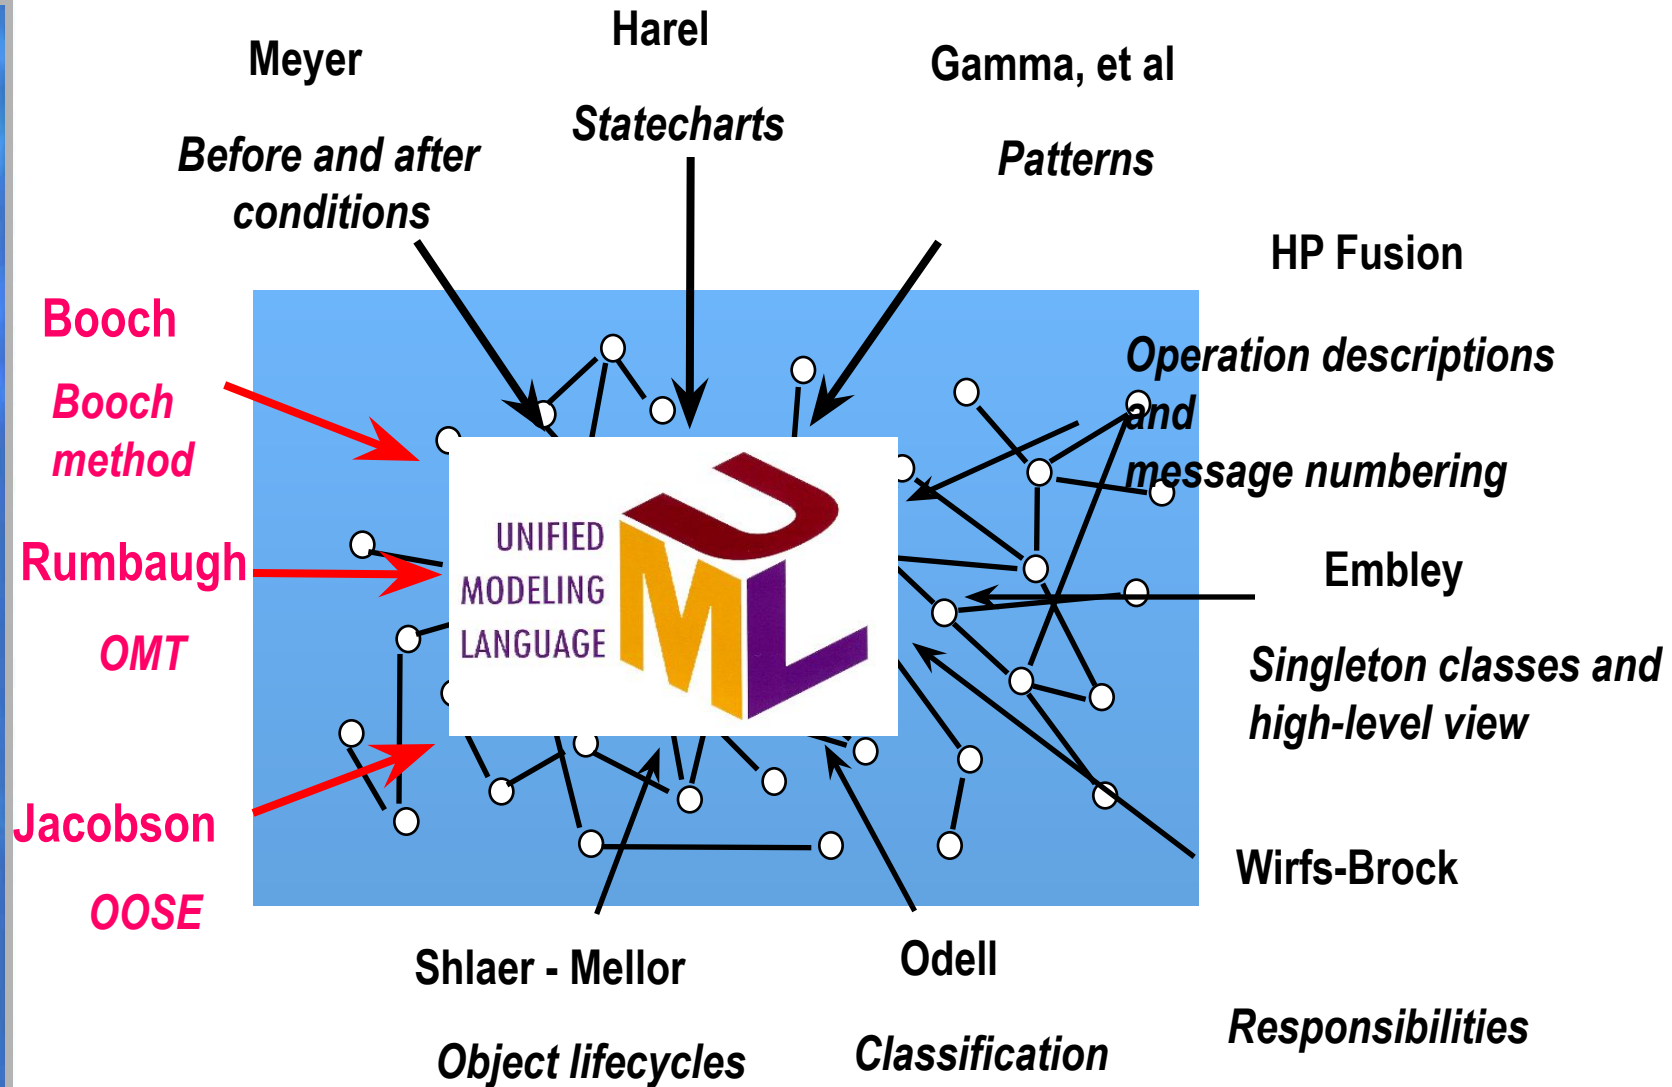 Harel
Meyer
Gamma, et al
Statecharts
Before and after
conditions
Patterns
HP Fusion
Booch
Operation descriptions
and
message numbering
Booch
method
UNIFIED
MODELING
LANGUAGE
UML
Rumbaugh
OMT
Embley
Singleton classes and
high-level view
Jacobson
OOSE
Wirfs-Brock
Responsibilities
Shlaer - Mellor
Object lifecycles
Odell
Classification